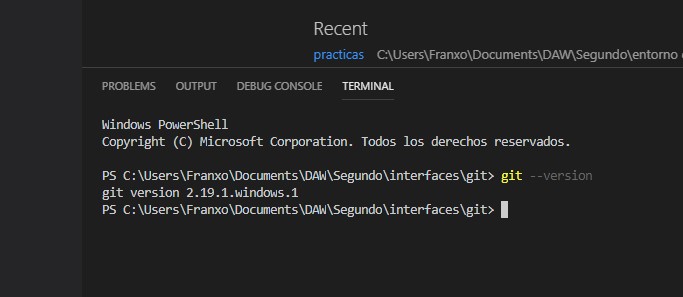 Recent
practicas C:\Users\Franxo\Documents\DAW\Segundo\entorno
PROBLEMS OUTPUT DEBUG CONSOLE TERMINAL
Windows PowerShell
Copyright (C) Microsoft Corporation. Todos los derechos reservados.
PS C:\Users\Franxo\Documents\DAW\Segundo\interfaces\git> git --version
git version 2.19.1.windows.1
PS C:\Users\Franxo\Documents\DAW\Segundo\interfaces\git>